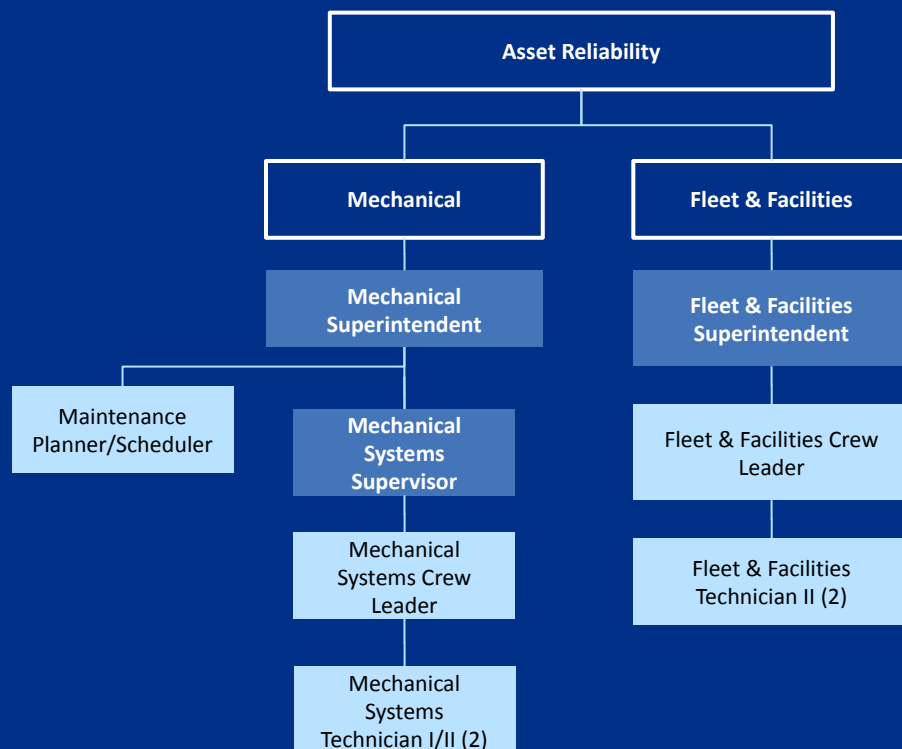 Asset Reliability
Mechanical
Fleet & Facilities
Mechanical
Superintendent
Fleet & Facilities
Superintendent
Maintenance
Planner/Scheduler
Mechanical
Systems
Supervisor
Fleet & Facilities Crew
Leader
Mechanical
Systems Crew
Leader
Fleet & Facilities
Technician II (2)
Mechanical
Systems
Technician I/II (2)